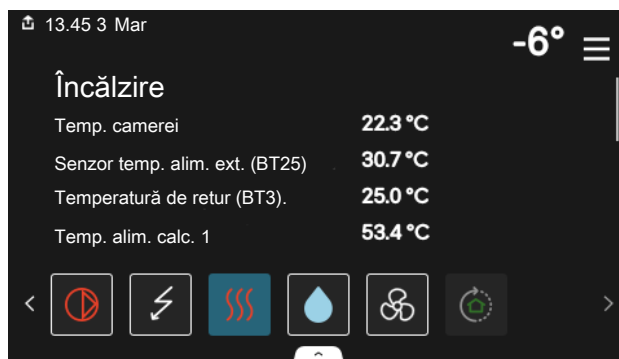 13.45 3 Mar
-6°
Încălzire
Temp. camerei 22.3 °C
Senzor temp. alim. ext. (BT25) 30.7 °C
Temperatură de retur (BT3). 25.0 °C
Temp. alim. calc. 1 53.4 °C